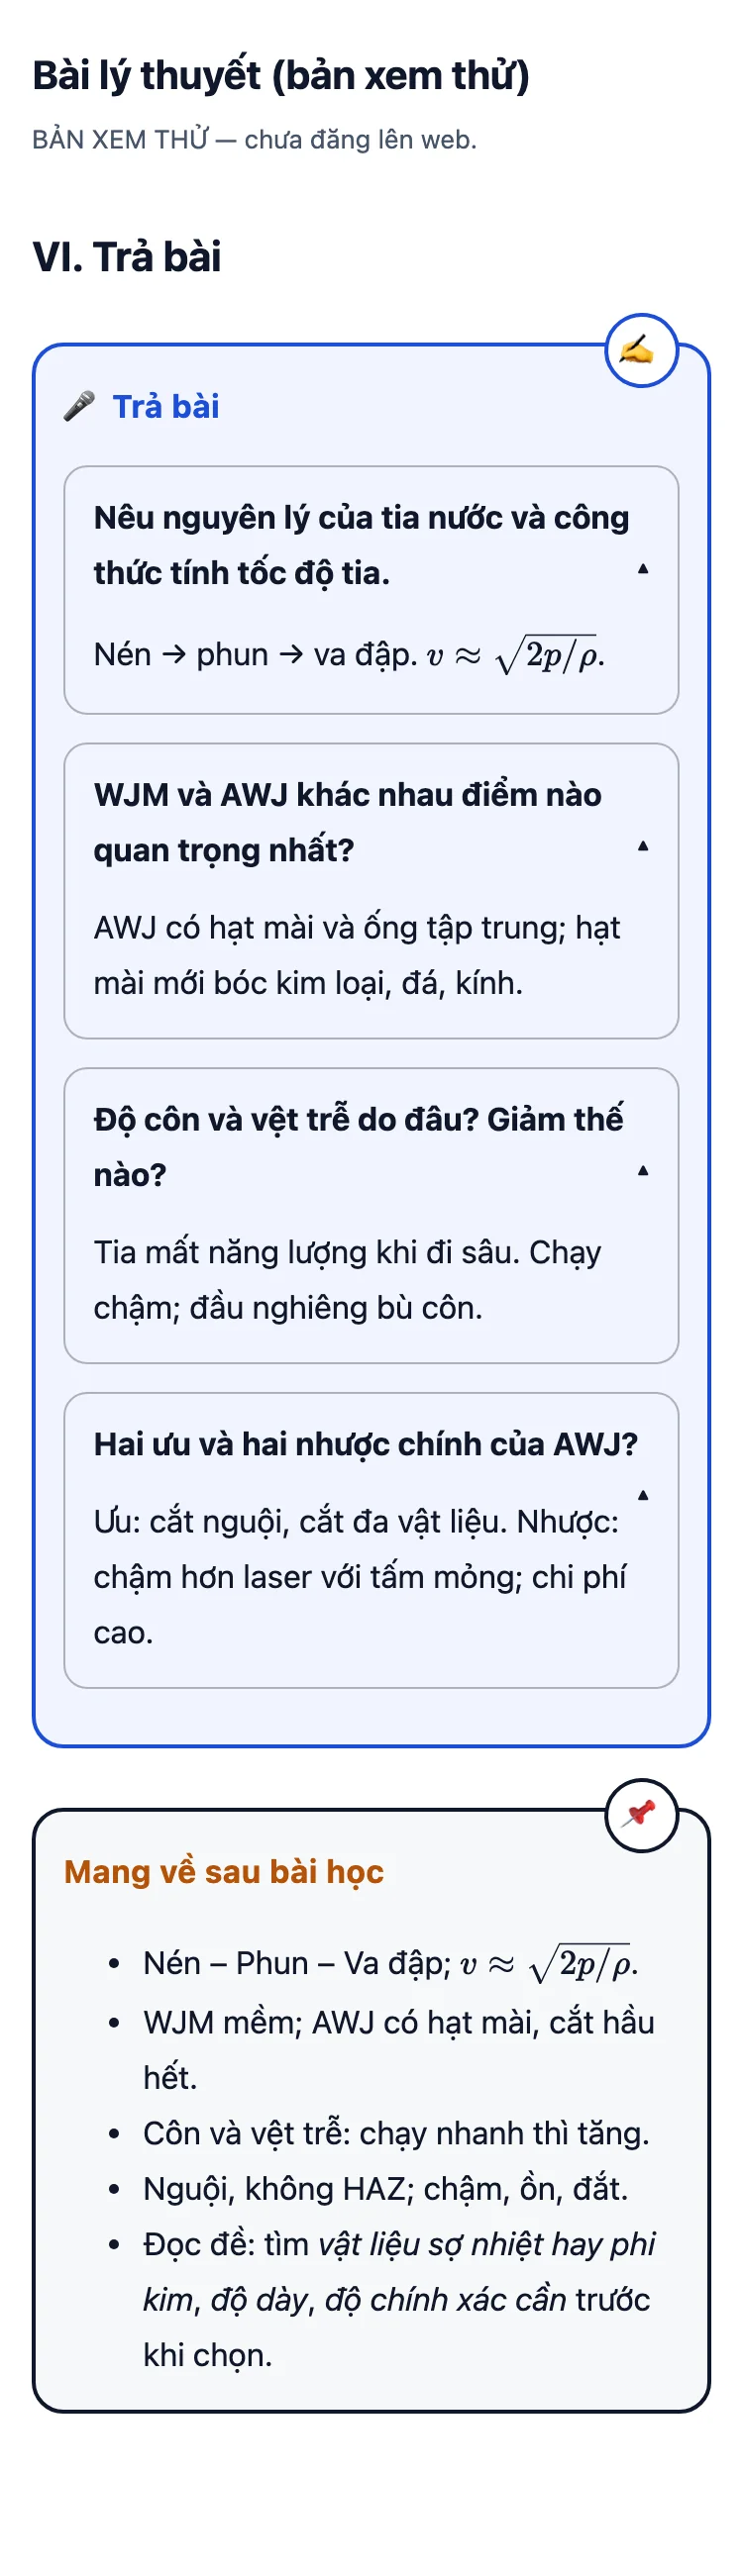 Bài lý thuyết (bản xem thử)
BẢN XEM THỬ — chưa đăng lên web.
VI. Trả bài
Trả bài
Nêu nguyên lý của tia nước và công
thức tính tốc độ tia.
Nén → phun → va đập. v ≈ √2p/ρ.
WJM và AWJ khác nhau điểm nào
quan trọng nhất?
AWJ có hạt mài và ống tập trung; hạt
mài mới bóc kim loại, đá, kính.
Độ côn và vệt trễ do đâu? Giảm thế
nào?
Tia mất năng lượng khi đi sâu. Chạy
chậm; đầu nghiêng bù côn.
Hai ưu và hai nhược chính của AWJ?
Ưu: cắt nguội, cắt đa vật liệu. Nhược:
chậm hơn laser với tấm mỏng; chi phí
cao.
Mang về sau bài học
• Nén – Phun – Va đập; v ≈ √2p/ρ.
• WJM mềm; AWJ có hạt mài, cắt hầu
hết.
• Côn và vệt trễ: chạy nhanh thì tăng.
• Nguội, không HAZ; chậm, ồn, đắt.
• Đọc đề: tìm vật liệu sợ nhiệt hay phi
kim, độ dày, độ chính xác cần trước
khi chọn.